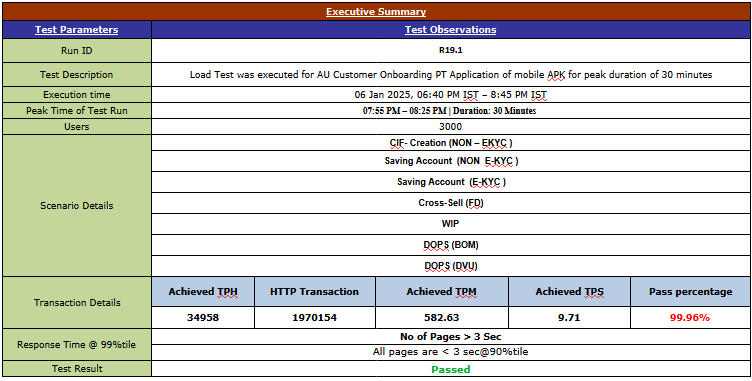 Executive Summary
Test Parameters Test Observations
Run ID R19.1
Test Description Load Test was executed for AU Customer Onboarding PT Application of mobile APK for peak duration of 30 minutes
Execution time 06 Jan 2025, 06:40 PM IST – 8:45 PM IST
Peak Time of Test Run 07:55 PM – 08:25 PM | Duration: 30 Minutes
Users 3000
Scenario Details
CIF- Creation (NON – EKYC )
Saving Account (NON E-KYC )
Saving Account (E-KYC )
Cross-Sell (FD)
WIP
DOPS (BOM)
DOPS (DVU)
Transaction Details
Achieved TPH HTTP Transaction Achieved TPM Achieved TPS Pass percentage
34958 1970154 582.63 9.71 99.96%
Response Time @ 99%tile
No of Pages > 3 Sec
All pages are < 3 sec@90%tile
Test Result Passed